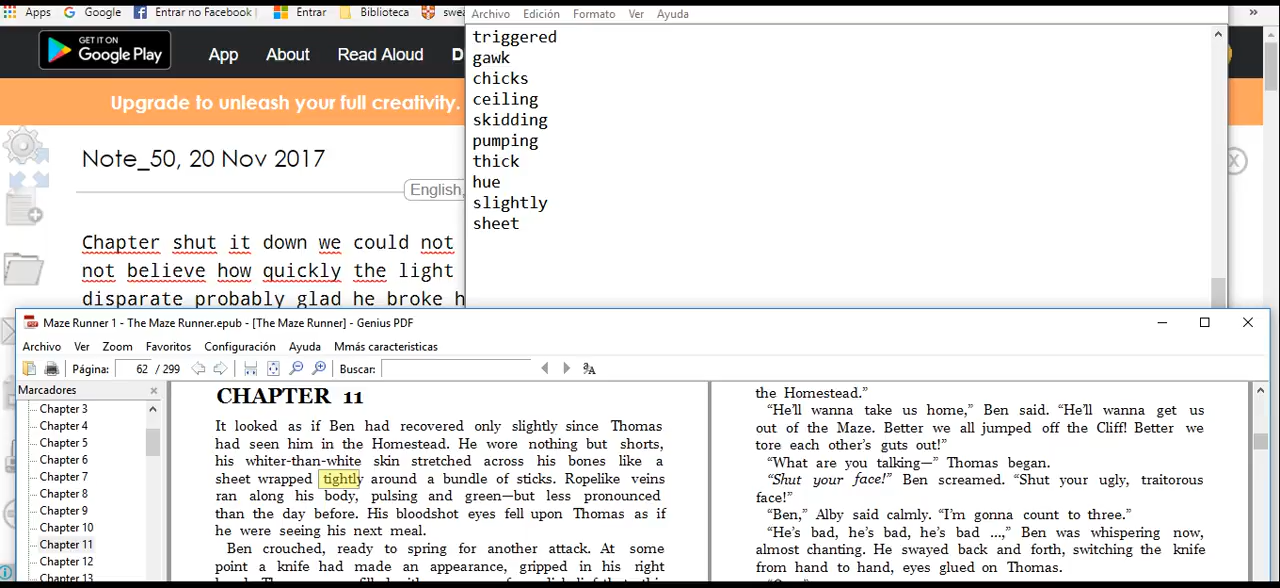 Apps Google Entrar no Facebook Entrar Biblioteca swea
»
GET IT ON
Google Play
App About Read Aloud D
Upgrade to unleash your full creativity.
Note_50, 20 Nov 2017
English,
Chapter shut it down we could not
not believe how quickly the light
disparate probably glad he broke h
Archivo Edición Formato Ver Ayuda
triggered
gawk
chicks
ceiling
skidding
pumping
thick
hue
slightly
sheet
X
Maze Runner 1 - The Maze Runner.epub - [The Maze Runner] - Genius PDF
Archivo Ver Zoom Favoritos Configuración Ayuda Mmás caracteristicas
Página: 62 / 299 Buscar:
Marcadores
Chapter 3
Chapter 4
Chapter 5
Chapter 6
Chapter 7
Chapter 8
Chapter 9
Chapter 10
Chapter 11
Chapter 12
Chapter 13
CHAPTER 11
It looked as if Ben had recovered only slightly since Thomas
had seen him in the Homestead. He wore nothing but shorts,
his whiter-than-white skin stretched across his bones like a
sheet wrapped tightly around a bundle of sticks. Ropelike veins
ran along his body, pulsing and green—but less pronounced
than the day before. His bloodshot eyes fell upon Thomas as if
he were seeing his next meal.
Ben crouched, ready to spring for another attack. At some
point a knife had made an appearance, gripped in his right
the Homestead.”
“He’ll wanna take us home,” Ben said. “He’ll wanna get us
out of the Maze. Better we all jumped off the Cliff! Better we
tore each other’s guts out!”
“What are you talking—” Thomas began.
“Shut your face!” Ben screamed. “Shut your ugly, traitorous
face!”
“Ben,” Alby said calmly. “I’m gonna count to three.”
“He’s bad, he’s bad, he’s bad …,” Ben was whispering now,
almost chanting. He swayed back and forth, switching the knife
from hand to hand, eyes glued on Thomas.